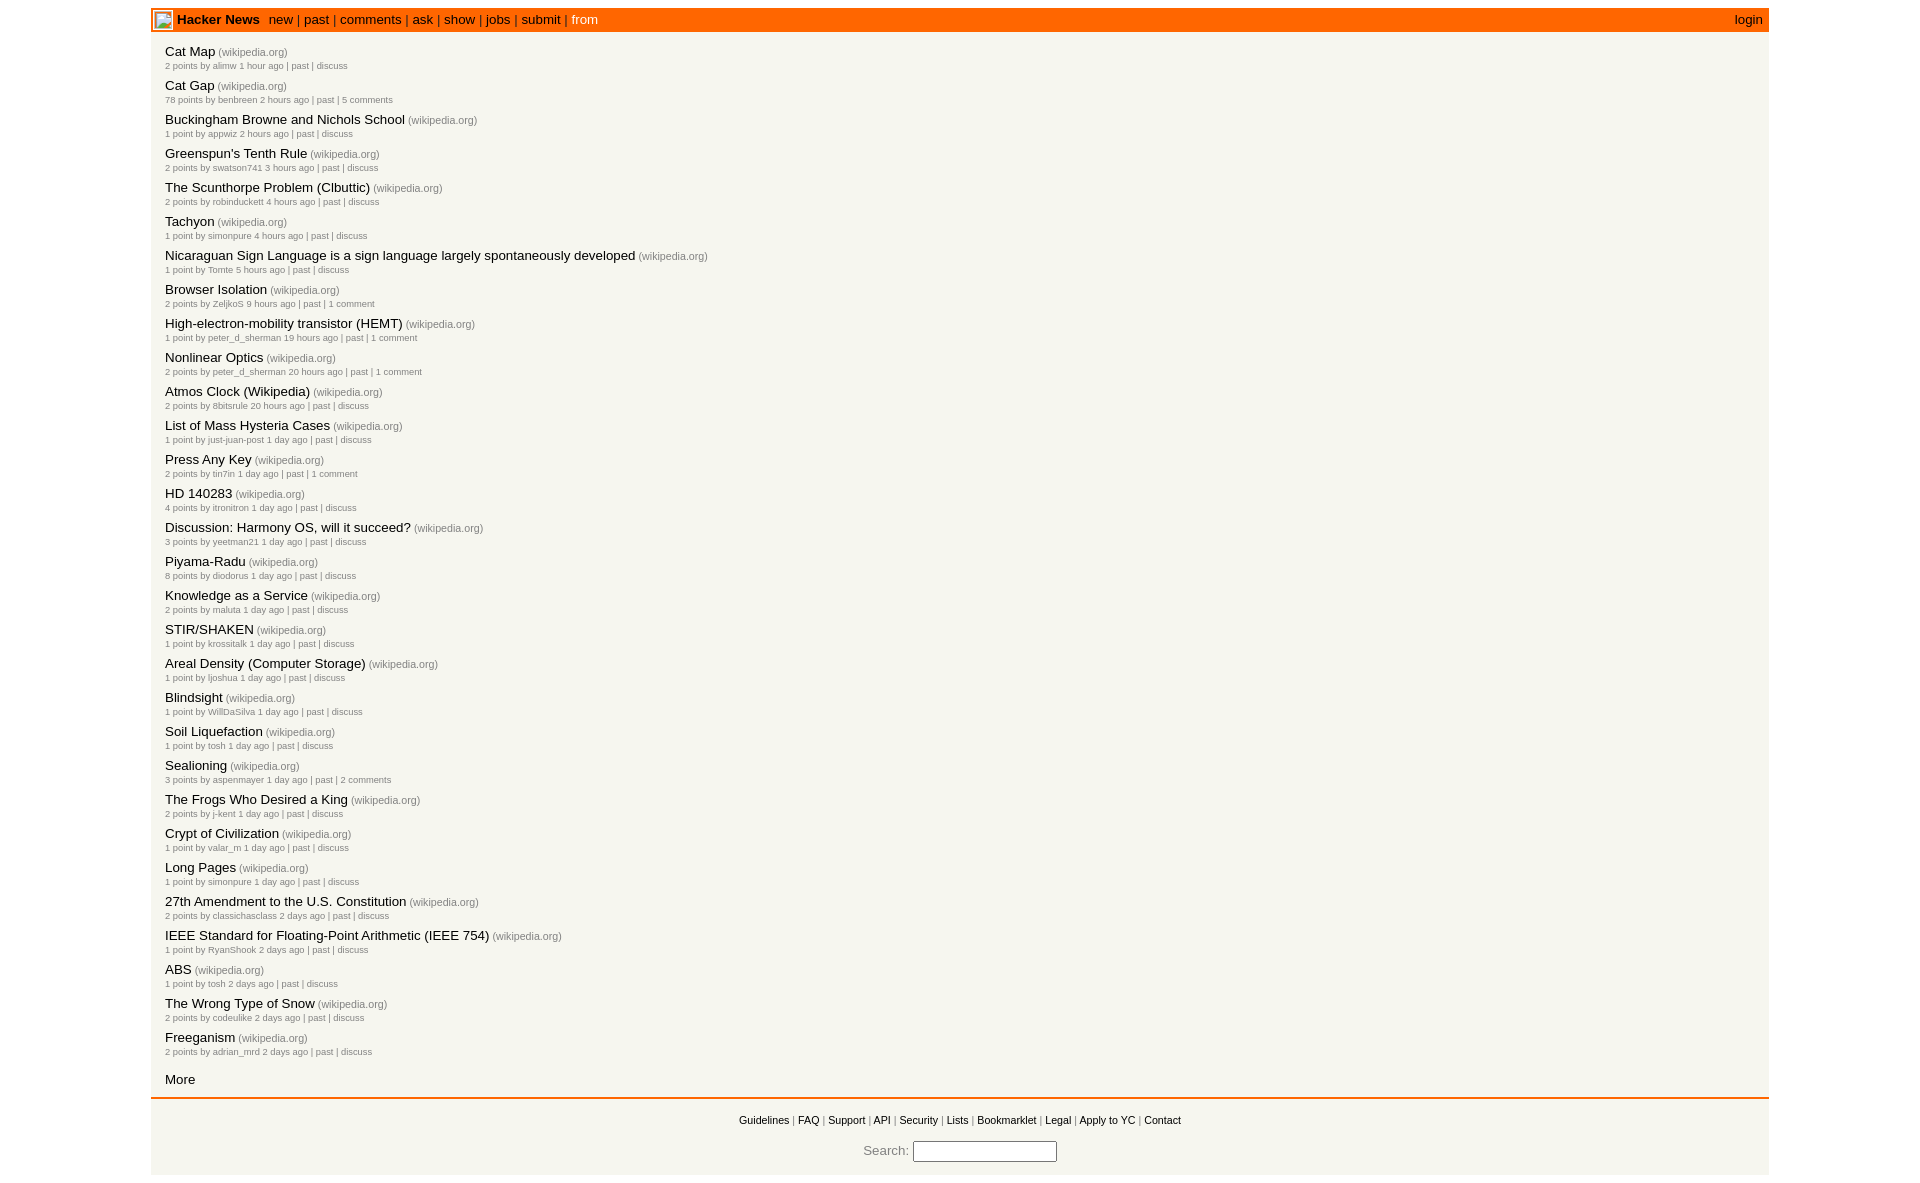 Hacker News new | past | comments | ask | show | jobs | submit | from login
Cat Map (wikipedia.org)
2 points by alimw 1 hour ago | past | discuss
Cat Gap (wikipedia.org)
78 points by benbreen 2 hours ago | past | 5 comments
Buckingham Browne and Nichols School (wikipedia.org)
1 point by appwiz 2 hours ago | past | discuss
Greenspun's Tenth Rule (wikipedia.org)
2 points by swatson741 3 hours ago | past | discuss
The Scunthorpe Problem (Clbuttic) (wikipedia.org)
2 points by robinduckett 4 hours ago | past | discuss
Tachyon (wikipedia.org)
1 point by simonpure 4 hours ago | past | discuss
Nicaraguan Sign Language is a sign language largely spontaneously developed (wikipedia.org)
1 point by Tomte 5 hours ago | past | discuss
Browser Isolation (wikipedia.org)
2 points by ZeljkoS 9 hours ago | past | 1 comment
High-electron-mobility transistor (HEMT) (wikipedia.org)
1 point by peter_d_sherman 19 hours ago | past | 1 comment
Nonlinear Optics (wikipedia.org)
2 points by peter_d_sherman 20 hours ago | past | 1 comment
Atmos Clock (Wikipedia) (wikipedia.org)
2 points by 8bitsrule 20 hours ago | past | discuss
List of Mass Hysteria Cases (wikipedia.org)
1 point by just-juan-post 1 day ago | past | discuss
Press Any Key (wikipedia.org)
2 points by tin7in 1 day ago | past | 1 comment
HD 140283 (wikipedia.org)
4 points by itronitron 1 day ago | past | discuss
Discussion: Harmony OS, will it succeed? (wikipedia.org)
3 points by yeetman21 1 day ago | past | discuss
Piyama-Radu (wikipedia.org)
8 points by diodorus 1 day ago | past | discuss
Knowledge as a Service (wikipedia.org)
2 points by maluta 1 day ago | past | discuss
STIR/SHAKEN (wikipedia.org)
1 point by krossitalk 1 day ago | past | discuss
Areal Density (Computer Storage) (wikipedia.org)
1 point by ljoshua 1 day ago | past | discuss
Blindsight (wikipedia.org)
1 point by WillDaSilva 1 day ago | past | discuss
Soil Liquefaction (wikipedia.org)
1 point by tosh 1 day ago | past | discuss
Sealioning (wikipedia.org)
3 points by aspenmayer 1 day ago | past | 2 comments
The Frogs Who Desired a King (wikipedia.org)
2 points by j-kent 1 day ago | past | discuss
Crypt of Civilization (wikipedia.org)
1 point by valar_m 1 day ago | past | discuss
Long Pages (wikipedia.org)
1 point by simonpure 1 day ago | past | discuss
27th Amendment to the U.S. Constitution (wikipedia.org)
2 points by classichasclass 2 days ago | past | discuss
IEEE Standard for Floating-Point Arithmetic (IEEE 754) (wikipedia.org)
1 point by RyanShook 2 days ago | past | discuss
ABS (wikipedia.org)
1 point by tosh 2 days ago | past | discuss
The Wrong Type of Snow (wikipedia.org)
2 points by codeulike 2 days ago | past | discuss
Freeganism (wikipedia.org)
2 points by adrian_mrd 2 days ago | past | discuss
More
Guidelines | FAQ | Support | API | Security | Lists | Bookmarklet | Legal | Apply to YC | Contact
Search: